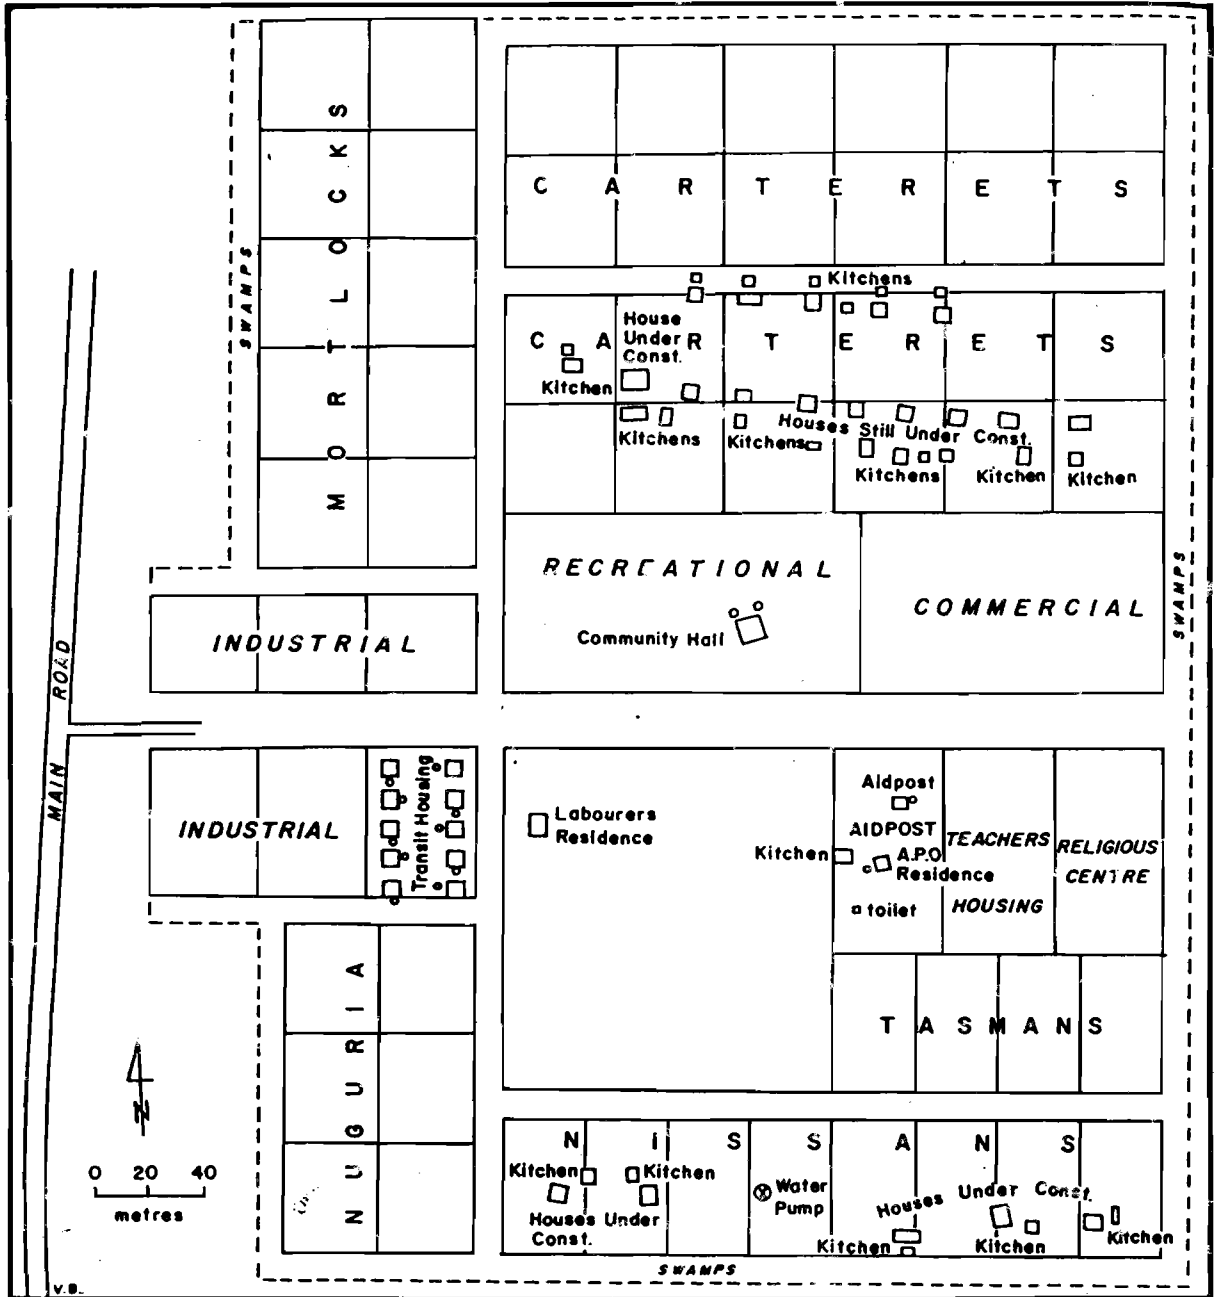 MORTLOCKS
SWAMPS
CARTERETS
Kitchens
House
Under
Const.
CARTERETS
Kitchen
Kitchens
Kitchens
Houses Still Under Const.
Kitchens
Kitchen
Kitchen
RECREATIONAL
COMMERCIAL
SWAMPS
Community Hall
INDUSTRIAL
MAIN ROAD
INDUSTRIAL
Transit Housing
Labourers
Residence
Aidpost
AIDPOST
Kitchen
A.P.O
Residence
toilet
TEACHERS
HOUSING
RELIGIOUS
CENTRE
TASMANS
NUGURIA
N
0 20 40
metres
NISSANS
Kitchen
Kitchen
Houses Under
Const.
Water
Pump
Houses Under Const.
Kitchen
Kitchen
Kitchen
SWAMPS
V.B.